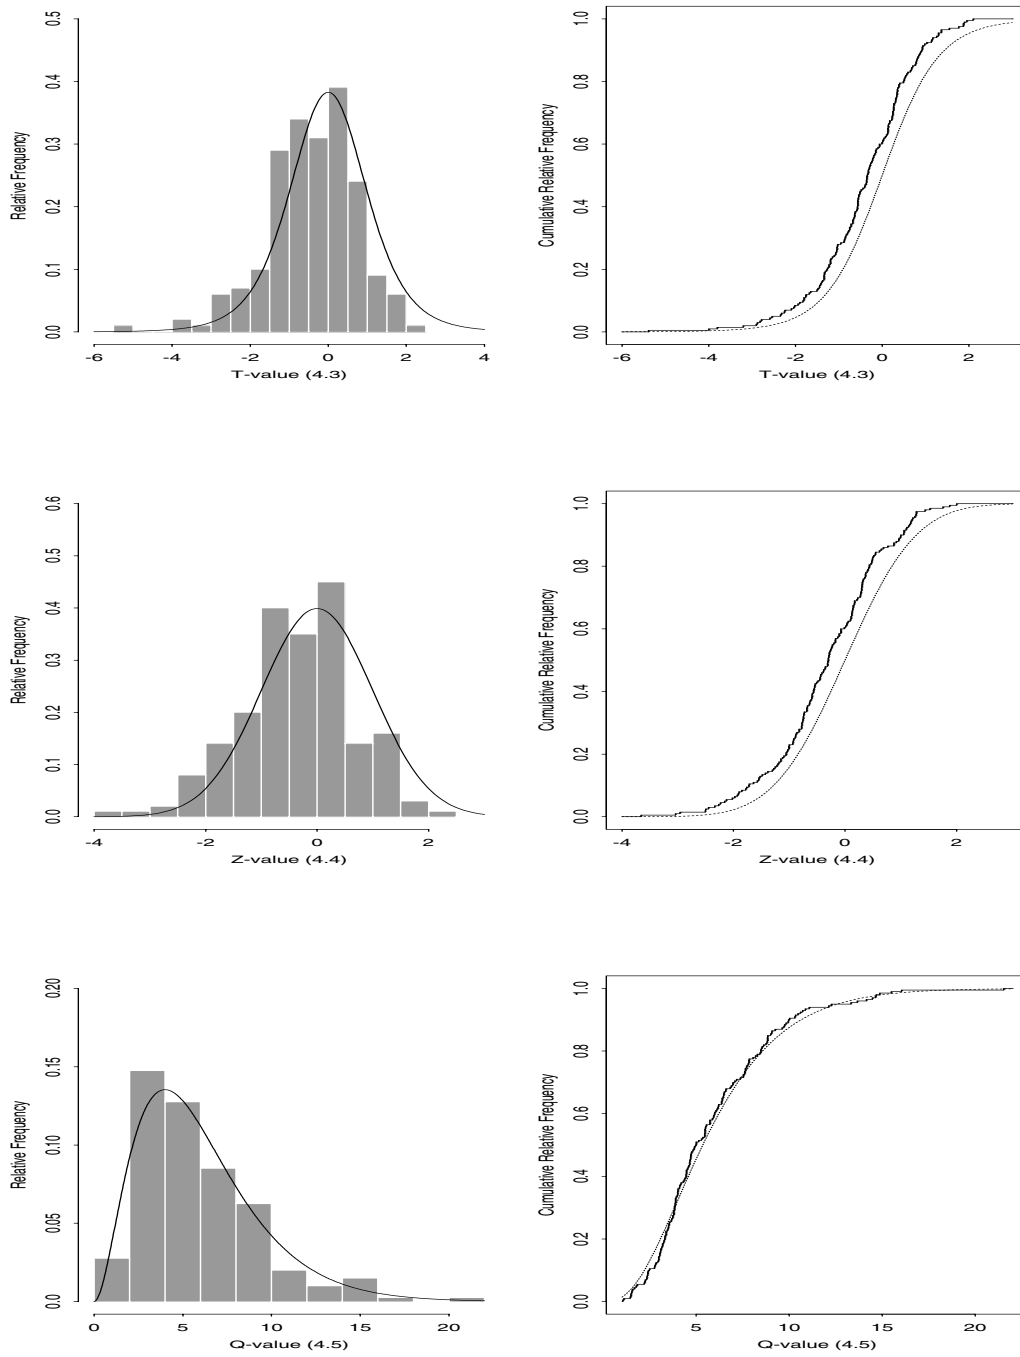 Relative Frequency
0.0 0.1 0.2 0.3 0.4 0.5
-6 -4 -2 0 2 4
T-value (4.3)
Cumulative Relative Frequency
0.0 0.2 0.4 0.6 0.8 1.0
-6 -4 -2 0 2
T-value (4.3)
Relative Frequency
0.0 0.1 0.2 0.3 0.4 0.5 0.6
-4 -2 0 2
Z-value (4.4)
Cumulative Relative Frequency
0.0 0.2 0.4 0.6 0.8 1.0
-4 -2 0 2
Z-value (4.4)
Relative Frequency
0.0 0.05 0.10 0.15 0.20
0 5 10 15 20
Q-value (4.5)
Cumulative Relative Frequency
0.0 0.2 0.4 0.6 0.8 1.0
5 10 15 20
Q-value (4.5)